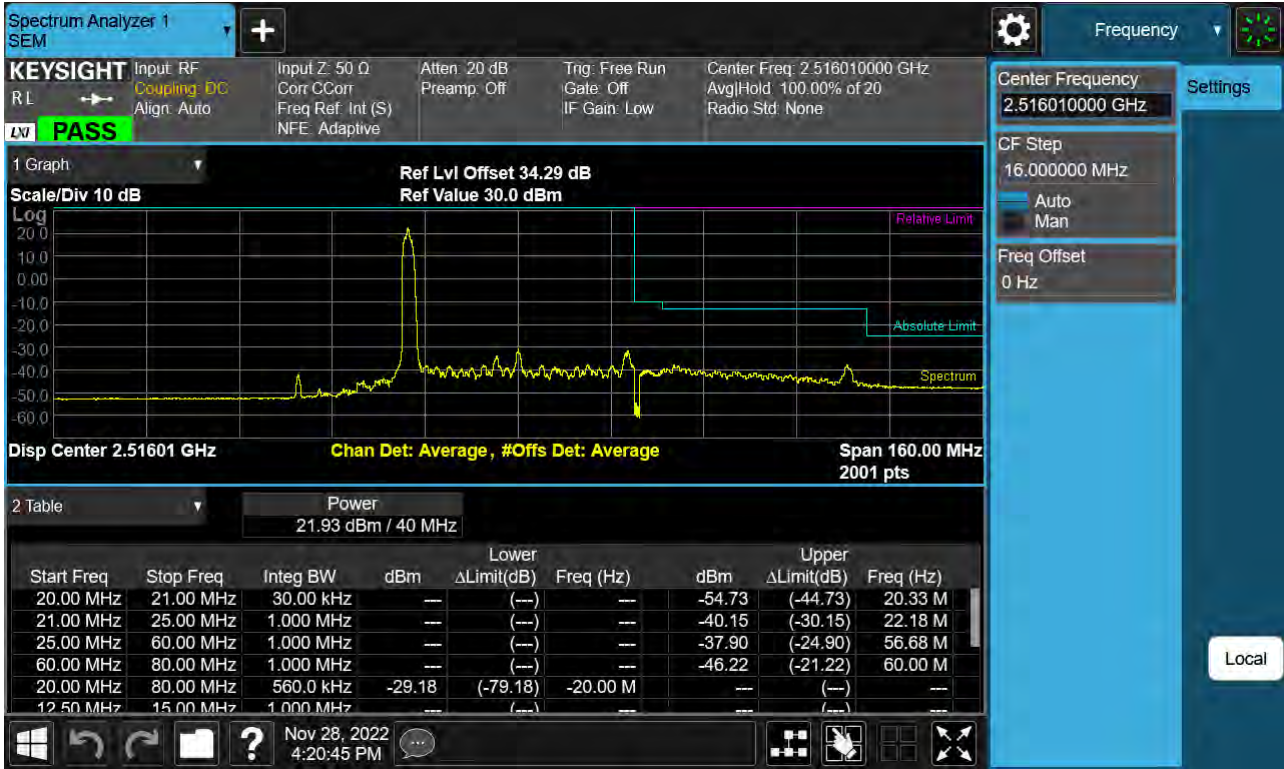 Spectrum Analyzer 1
SEM
Frequency
KEYSIGHT
Input: RF
Coupling: DC
Align: Auto
Input Z: 50 Ω
Corr CCorr
Freq Ref: Int (S)
NFE: Adaptive
Atten: 20 dB
Preamp: Off
Trig: Free Run
Gate: Off
IF Gain: Low
Center Freq: 2.516010000 GHz
Avg|Hold: 100.00% of 20
Radio Std: None
R L
LXI
PASS
Center Frequency
2.516010000 GHz
Settings
CF Step
16.000000 MHz
Auto
Man
Freq Offset
0 Hz
1 Graph
Ref Lvl Offset 34.29 dB
Scale/Div 10 dB
Ref Value 30.0 dBm
Log
Relative Limit
20.0
10.0
0.00
-10.0
-20.0
Absolute Limit
-30.0
-40.0
Spectrum
-50.0
-60.0
Disp Center 2.51601 GHz
Chan Det: Average , #Offs Det: Average
Span 160.00 MHz
2001 pts
2 Table
Power
21.93 dBm / 40 MHz
Lower Upper
Start Freq Stop Freq Integ BW dBm ∆Limit(dB) Freq (Hz) dBm ∆Limit(dB) Freq (Hz)
20.00 MHz 21.00 MHz 30.00 kHz --- (---) --- -54.73 (-44.73) 20.33 M
21.00 MHz 25.00 MHz 1.000 MHz --- (---) --- -40.15 (-30.15) 22.18 M
25.00 MHz 60.00 MHz 1.000 MHz --- (---) --- -37.90 (-24.90) 56.68 M
60.00 MHz 80.00 MHz 1.000 MHz --- (---) --- -46.22 (-21.22) 60.00 M
20.00 MHz 80.00 MHz 560.0 kHz -29.18 (-79.18) -20.00 M --- (---) ---
12.50 MHz 15.00 MHz 1.000 MHz --- (---) --- --- (---) ---
Local
?
Nov 28, 2022
4:20:45 PM